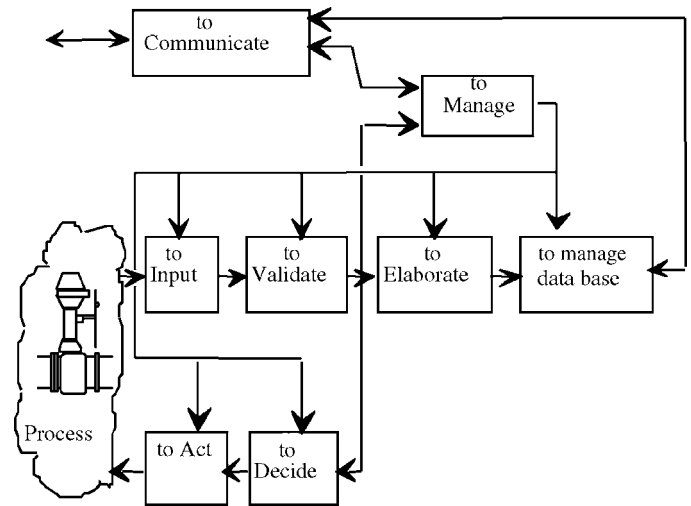 to
Communicate
to
Manage
to
Input
to
Validate
to
Elaborate
to manage
data base
Process
to Act
to
Decide